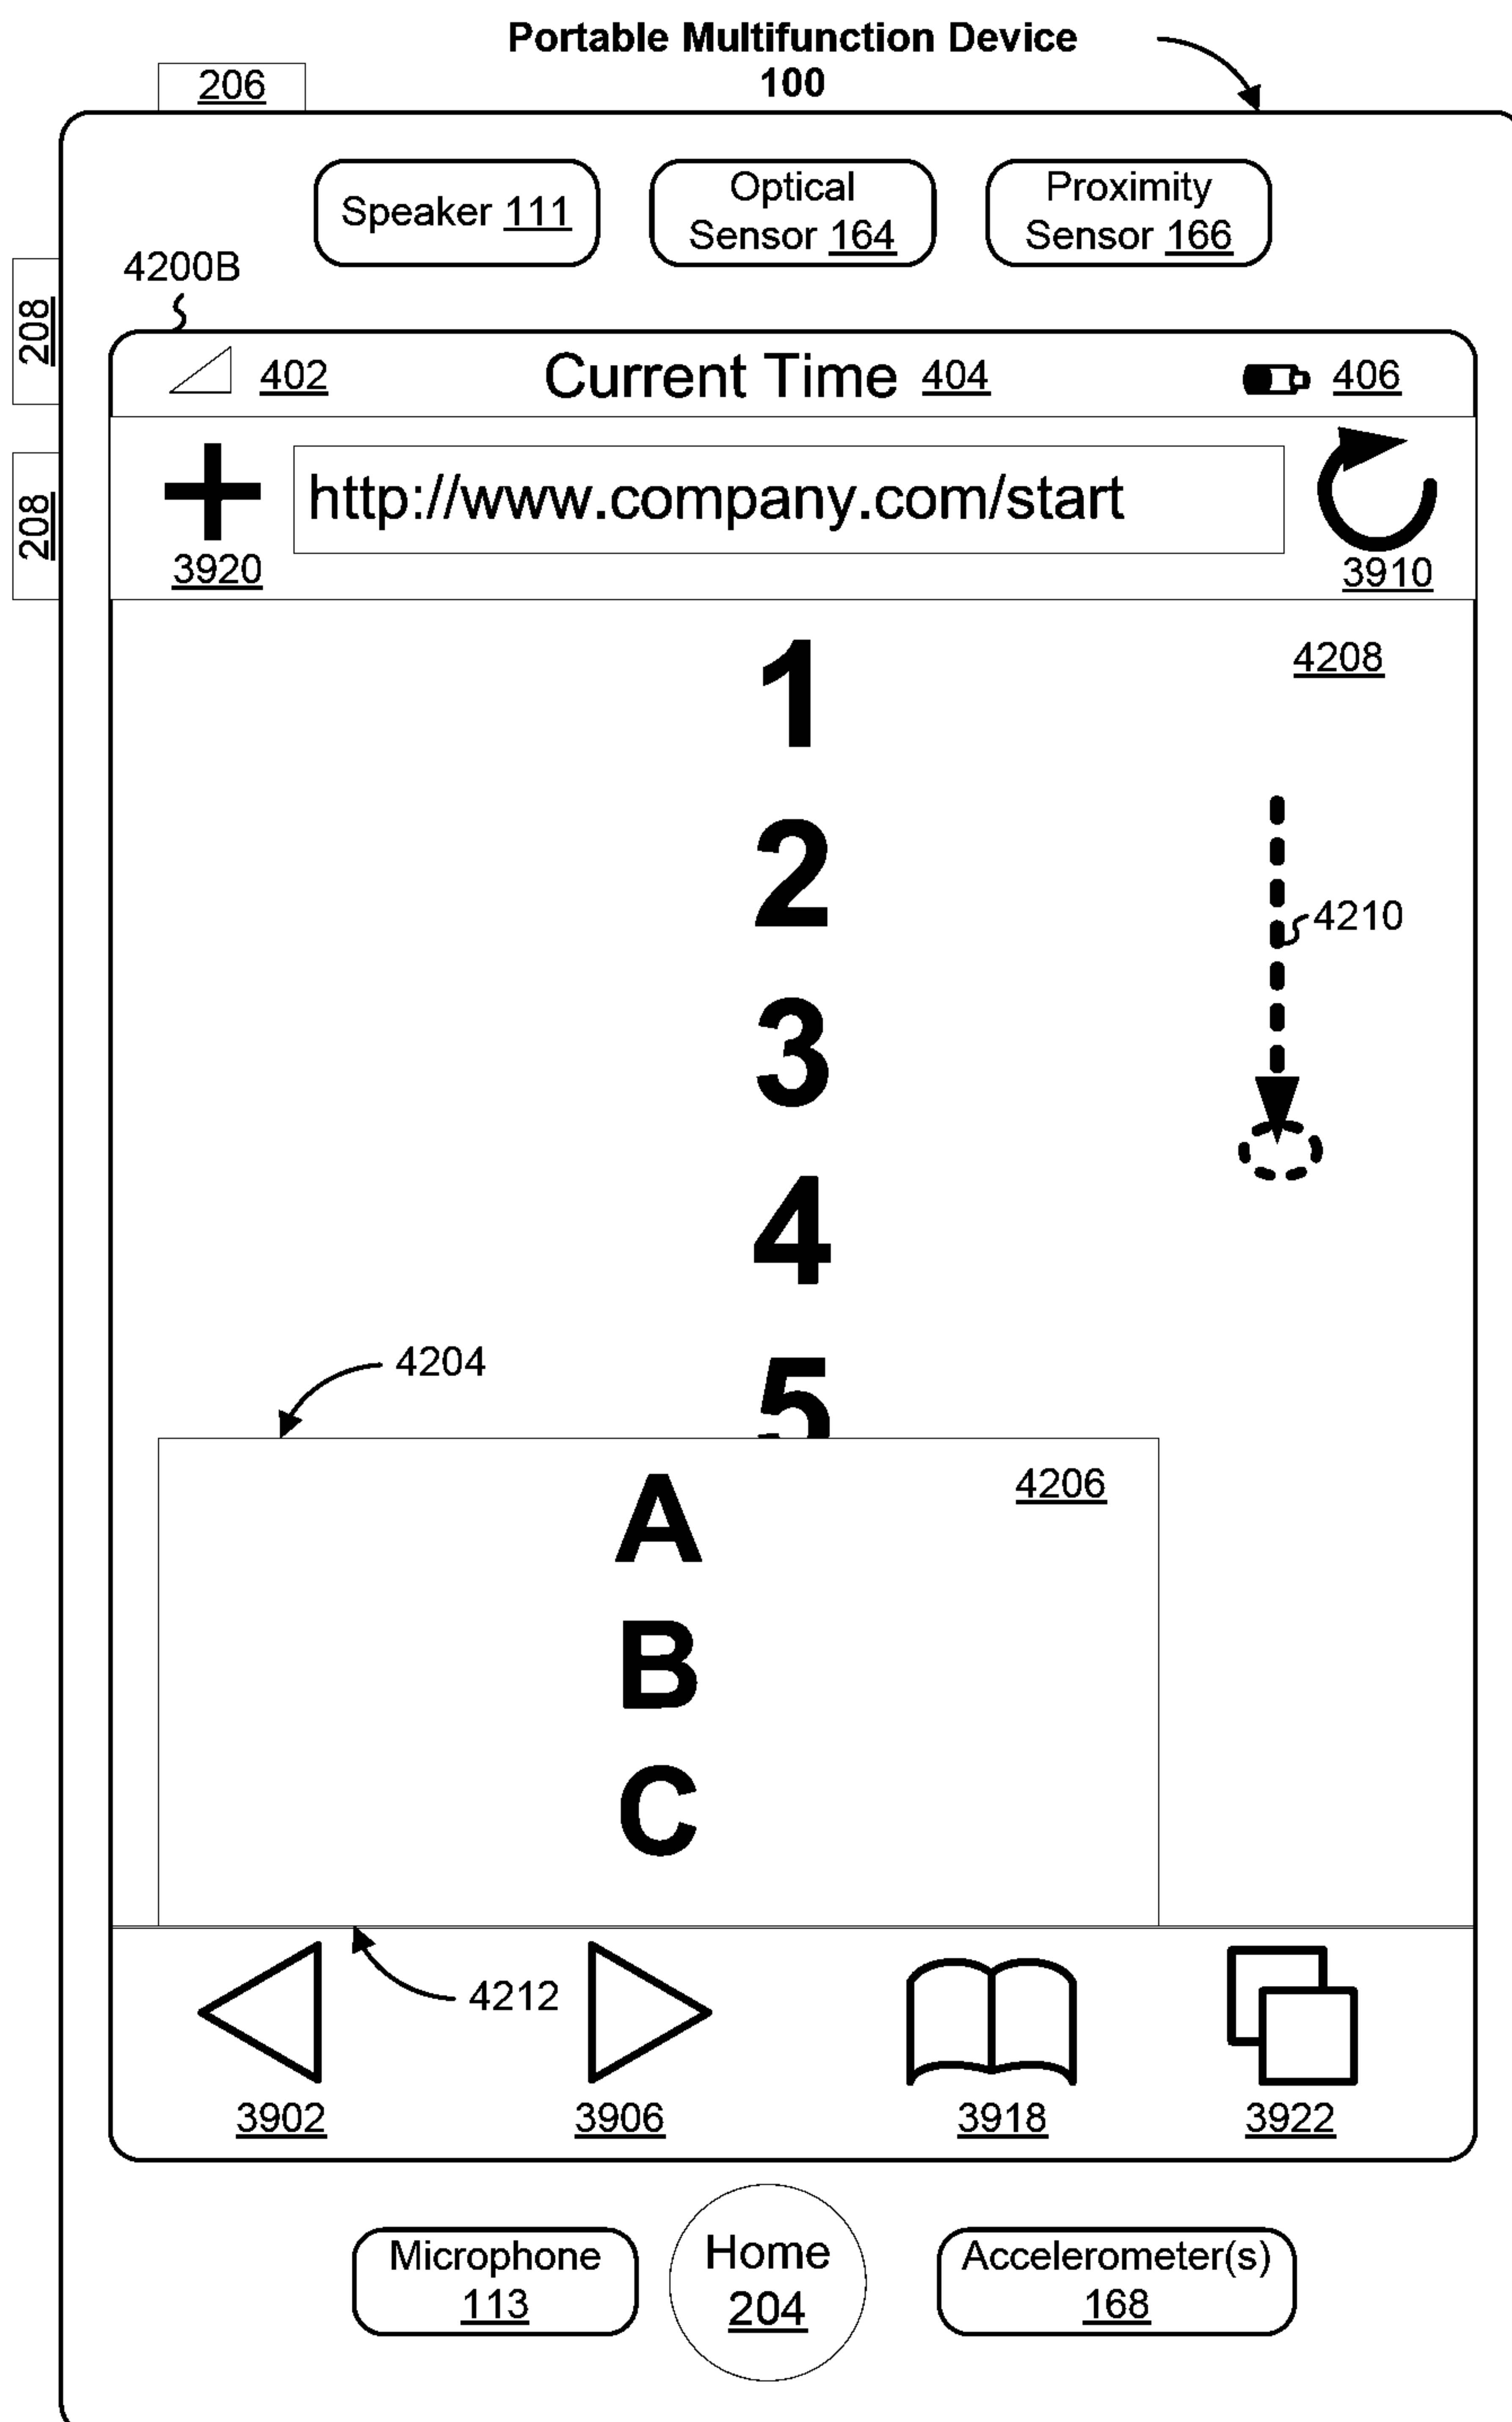 Portable Multifunction Device
100
206
Speaker 111
Optical
Sensor 164
Proximity
Sensor 166
4200B
208
208
402
Current Time 404
406
http://www.company.com/start
3920
3910
1
4208
2
4210
3
4
4204
5
A
4206
B
C
4212
3902
3906
3918
3922
Microphone
113
Home
204
Accelerometer(s)
168